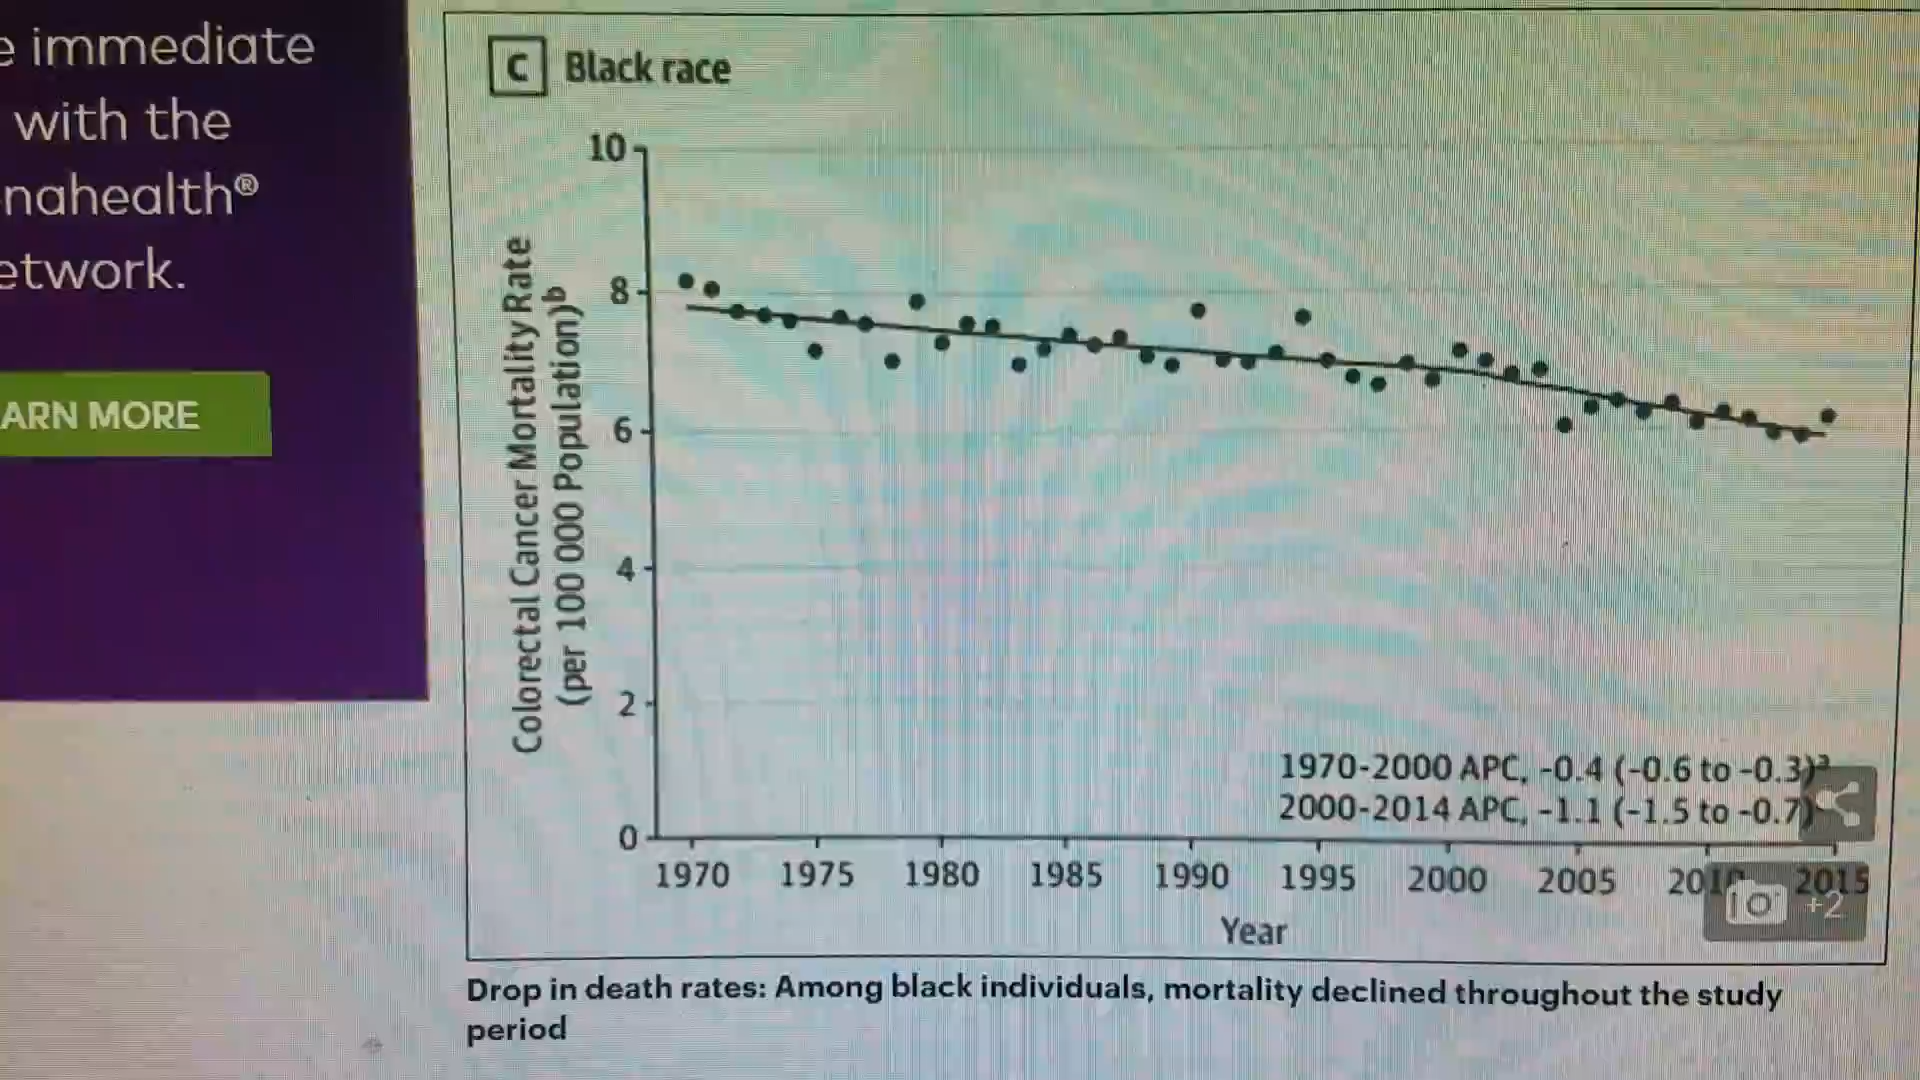 e immediate
with the
nahealth®
etwork.
ARN MORE
C Black race
Colorectal Cancer Mortality Rate
(per 100 000 Population)b
10
8
6
4
2
0
1970-2000 APC, -0.4 (-0.6 to -0.3)a
2000-2014 APC, -1.1 (-1.5 to -0.7)
1970 1975 1980 1985 1990 1995 2000 2005 2010 2015
+2
Year
Drop in death rates: Among black individuals, mortality declined throughout the study
period